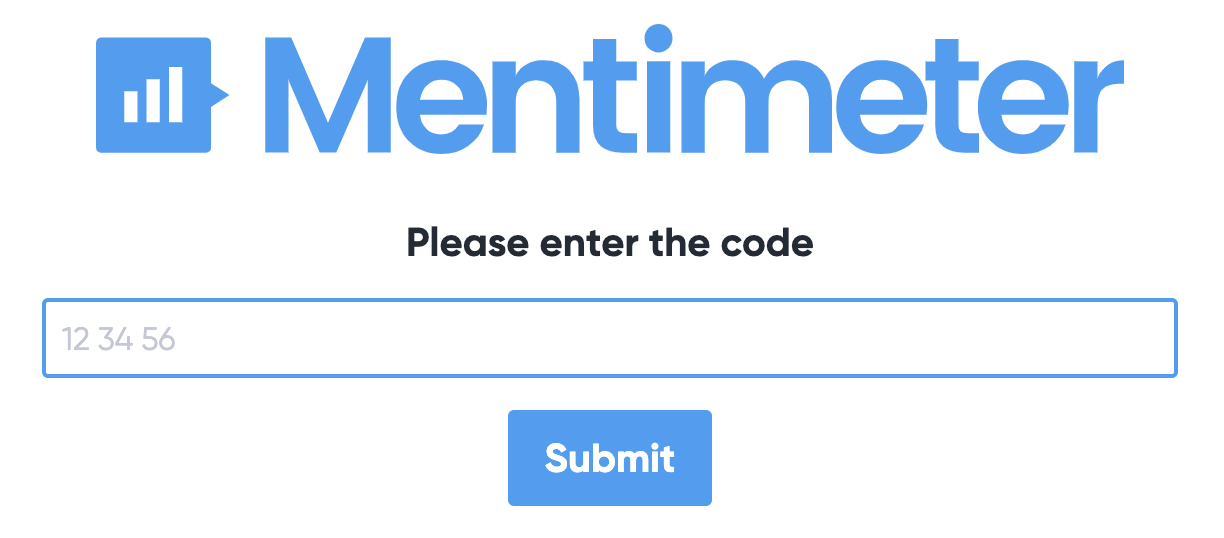 Mentimeter
Please enter the code
12 34 56
Submit